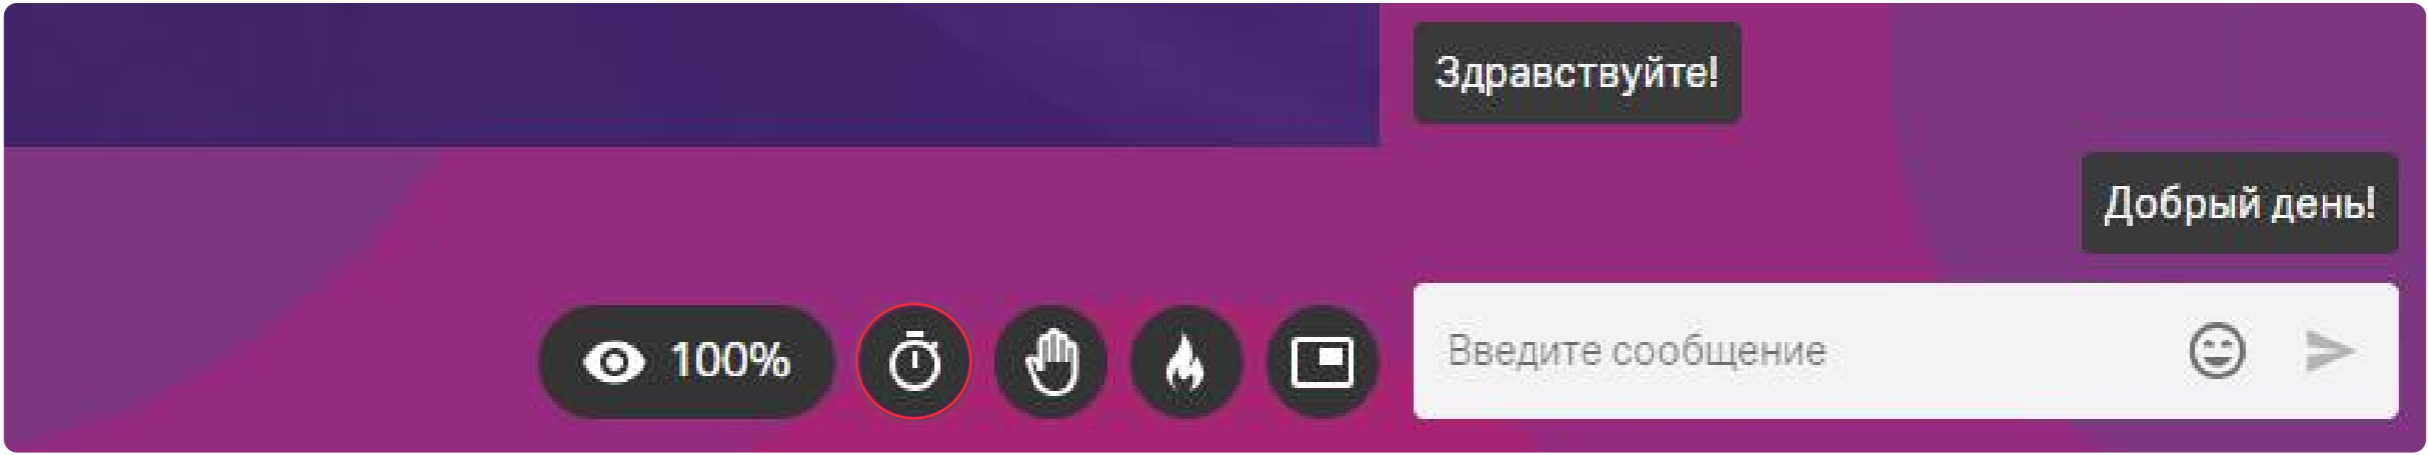 Здравствуйте!
Добрый день!
100%
Введите сообщение